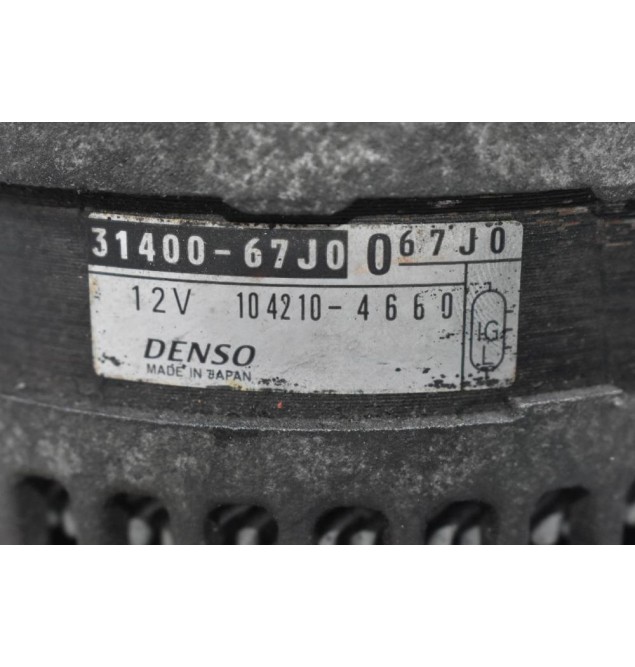 31400-67J0 0 67J0
12V 104210-4660
IG
L
DENSO
MADE IN JAPAN